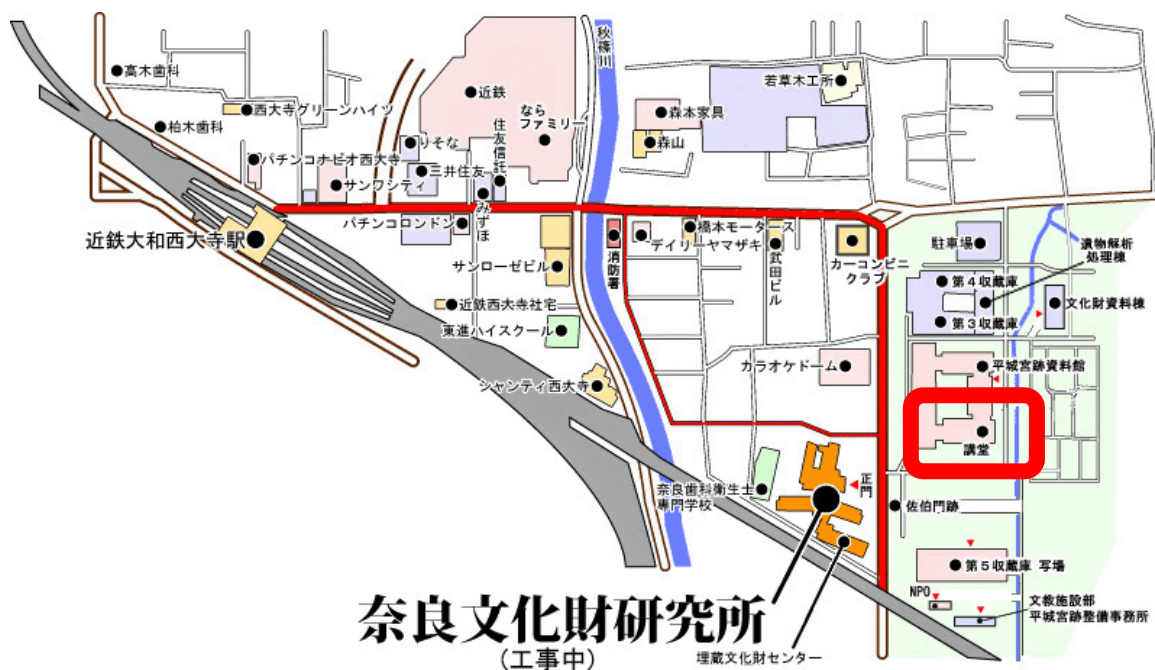 秋篠川
高木歯科
近鉄
若草木工所
西大寺グリーンハイツ
なら
ファミリー
森本家具
柏木歯科
りそな
住友信託
森山
パチンコナビオ西大寺
三井住友
サンワシティ
みずほ
パチンコロンドン
橋本モータース
デイリーヤマザキ
駐車場
遺物解析
処理棟
近鉄大和西大寺駅
消防署
武田ビル
カーコンビニ
クラブ
サンローゼビル
第4収蔵庫
文化財資料棟
近鉄西大寺社宅
東進ハイスクール
第3収蔵庫
カラオケドーム
平城宮跡資料館
シャンティ西大寺
講堂
正門
奈良歯科衛生士
専門学校
佐伯門跡
第5収蔵庫 写場
NPO
文教施設部
平城宮跡整備事務所
奈良文化財研究所
(工事中)
埋蔵文化財センター